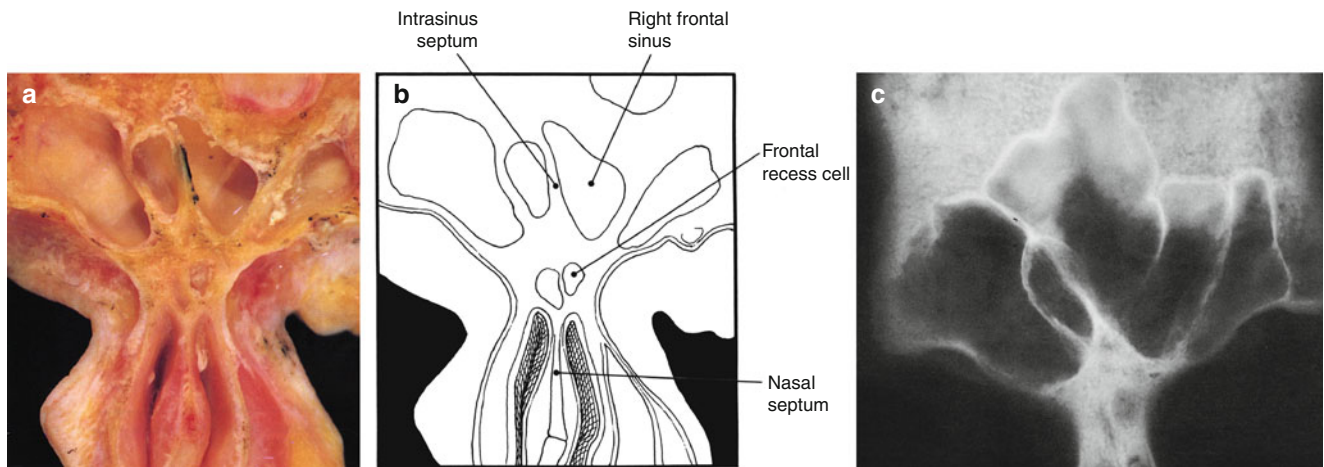 Intrasinus
septum
Right frontal
sinus
a
b
c
Frontal
recess cell
Nasal
septum